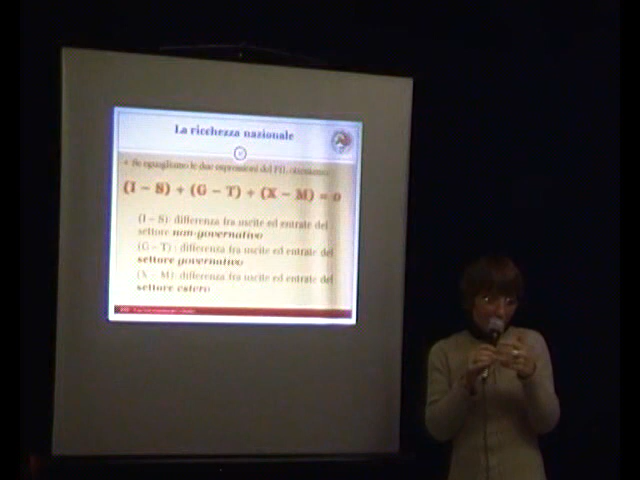 La ricchezza nazionale
Se eguagliamo le due espressioni del PIL otteniamo:
(I – S) + (G – T) + (X – M) = 0
(I – S): differenza fra uscite ed entrate del
settore non-governativo
(G – T) : differenza fra uscite ed entrate del
settore governativo
(X – M): differenza fra uscite ed entrate del
settore estero